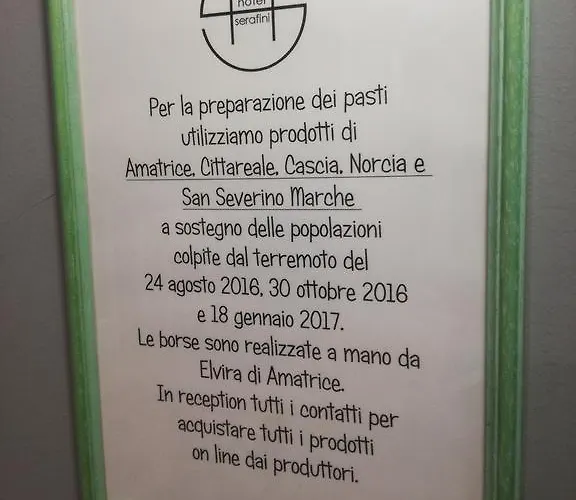 hotel
serafini
Per la preparazione dei pasti
utilizziamo prodotti di
Amatrice, Cittareale, Cascia, Norcia e
San Severino Marche
a sostegno delle popolazioni
colpite dal terremoto del
24 agosto 2016, 30 ottobre 2016
e 18 gennaio 2017.
Le borse sono realizzate a mano da
Elvira di Amatrice.
In reception tutti i contatti per
acquistare tutti i prodotti
on line dai produttori.